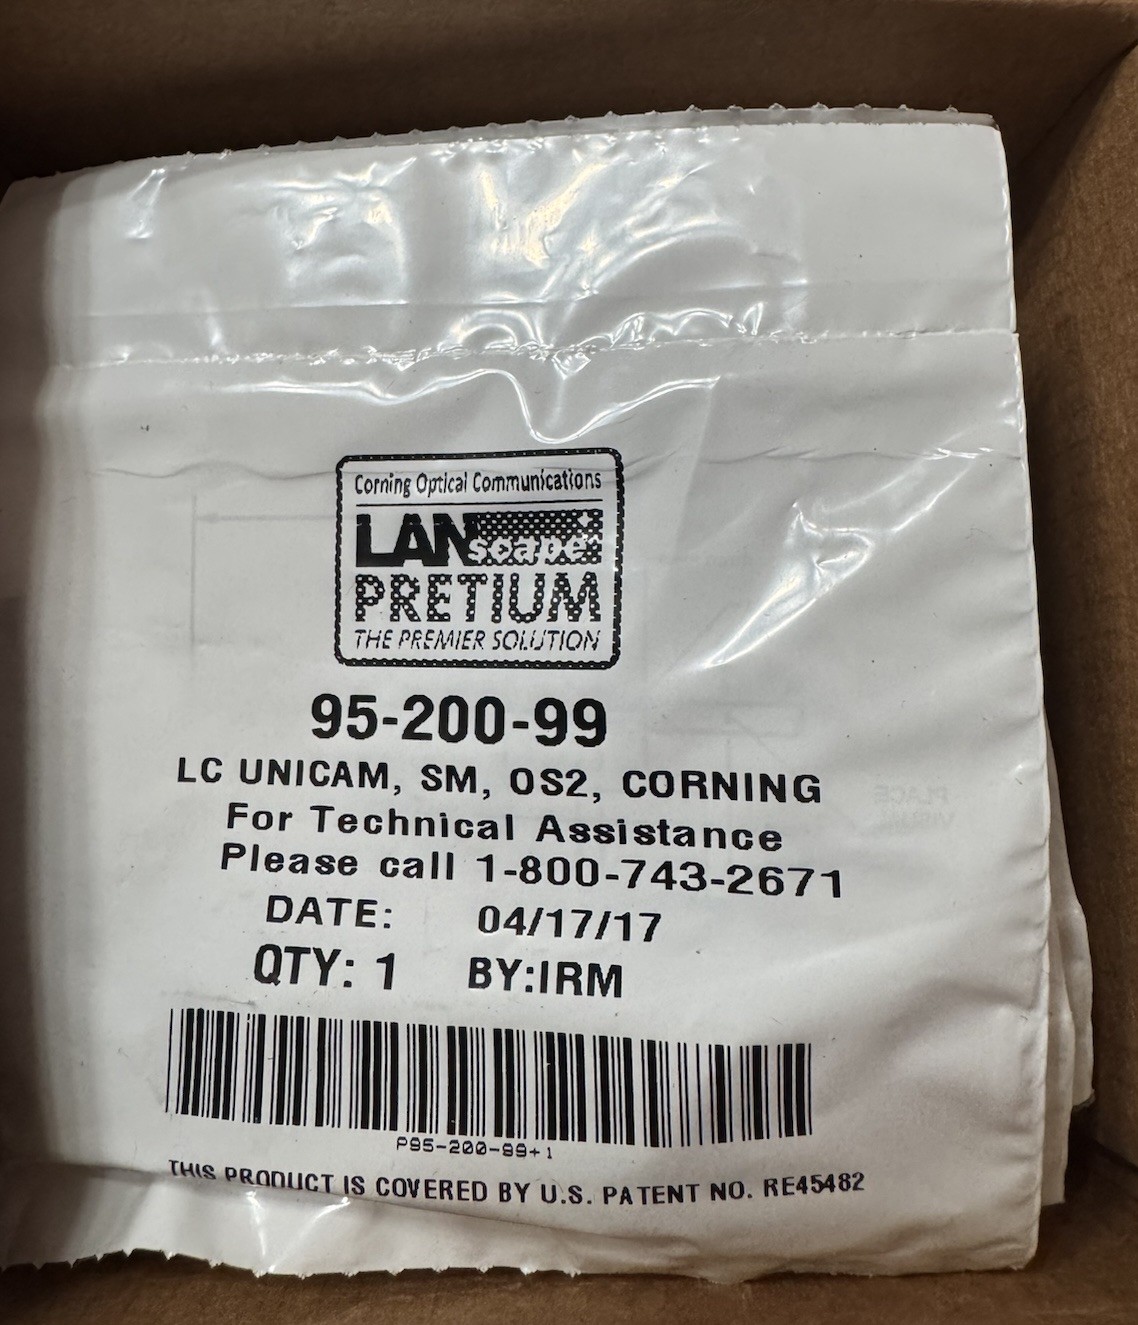 Corning Optical Communications
LANscape
PRETIUM
THE PREMIER SOLUTION
95-200-99
LC UNICAM, SM, OS2, CORNING
For Technical Assistance
Please call 1-800-743-2671
DATE: 04/17/17
QTY: 1 BY:IRM
P95-200-99+1
THIS PRODUCT IS COVERED BY U.S. PATENT NO. RE45482
PLACE
VISUAL